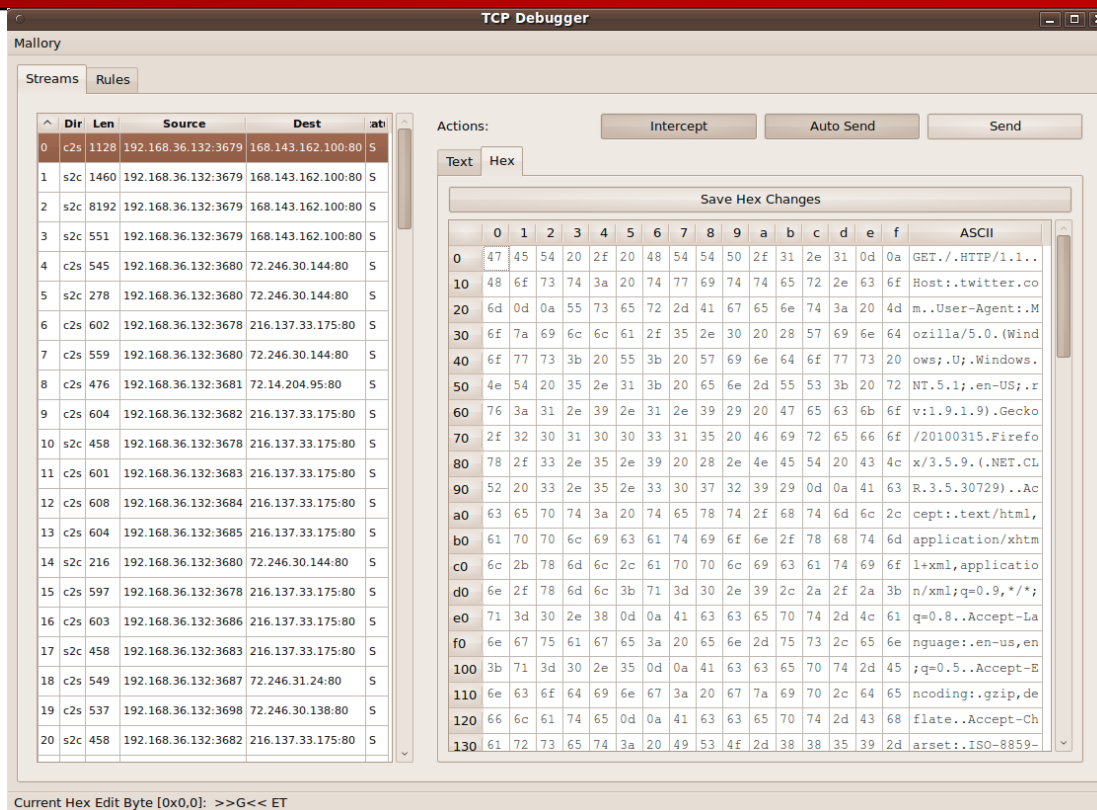 TCP Debugger
Mallory
Streams Rules
^ Dir Len Source Dest tatu
0 c2s 1128 192.168.36.132:3679 168.143.162.100:80 S
1 s2c 1460 192.168.36.132:3679 168.143.162.100:80 S
2 s2c 8192 192.168.36.132:3679 168.143.162.100:80 S
3 s2c 551 192.168.36.132:3679 168.143.162.100:80 S
4 c2s 545 192.168.36.132:3680 72.246.30.144:80 S
5 s2c 278 192.168.36.132:3680 72.246.30.144:80 S
6 c2s 602 192.168.36.132:3678 216.137.33.175:80 S
7 c2s 559 192.168.36.132:3680 72.246.30.144:80 S
8 c2s 476 192.168.36.132:3681 72.14.204.95:80 S
9 c2s 604 192.168.36.132:3682 216.137.33.175:80 S
10 s2c 458 192.168.36.132:3678 216.137.33.175:80 S
11 c2s 601 192.168.36.132:3683 216.137.33.175:80 S
12 c2s 608 192.168.36.132:3684 216.137.33.175:80 S
13 c2s 604 192.168.36.132:3685 216.137.33.175:80 S
14 s2c 216 192.168.36.132:3680 72.246.30.144:80 S
15 c2s 597 192.168.36.132:3678 216.137.33.175:80 S
16 c2s 603 192.168.36.132:3686 216.137.33.175:80 S
17 s2c 458 192.168.36.132:3683 216.137.33.175:80 S
18 c2s 549 192.168.36.132:3687 72.246.31.24:80 S
19 c2s 537 192.168.36.132:3698 72.246.30.138:80 S
20 s2c 458 192.168.36.132:3682 216.137.33.175:80 S
Actions: Intercept Auto Send Send
Text Hex
Save Hex Changes
0 1 2 3 4 5 6 7 8 9 a b c d e f ASCII
0 47 45 54 20 2f 20 48 54 54 50 2f 31 2e 31 0d 0a GET./.HTTP/1.1..
10 48 6f 73 74 3a 20 74 77 69 74 74 65 72 2e 63 6f Host:.twitter.co
20 6d 0d 0a 55 73 65 72 2d 41 67 65 6e 74 3a 20 4d m..User-Agent:.M
30 6f 7a 69 6c 6c 61 2f 35 2e 30 20 28 57 69 6e 64 ozilla/5.0.(Wind
40 6f 77 73 3b 20 55 3b 20 57 69 6e 64 6f 77 73 20 ows;.U;.Windows.
50 4e 54 20 35 2e 31 3b 20 65 6e 2d 55 53 3b 20 72 NT.5.1;.en-US;.r
60 76 3a 31 2e 39 2e 31 2e 39 29 20 47 65 63 6b 6f v:1.9.1.9).Gecko
70 2f 32 30 31 30 30 33 31 35 20 46 69 72 65 66 6f /20100315.Firefo
80 78 2f 33 2e 35 2e 39 20 28 2e 4e 45 54 20 43 4c x/3.5.9.(.NET.CL
90 52 20 33 2e 35 2e 33 30 37 32 39 29 0d 0a 41 63 R.3.5.30729)..Ac
a0 63 65 70 74 3a 20 74 65 78 74 2f 68 74 6d 6c 2c cept:.text/html,
b0 61 70 70 6c 69 63 61 74 69 6f 6e 2f 78 68 74 6d application/xhtm
c0 6c 2b 78 6d 6c 2c 61 70 70 6c 69 63 61 74 69 6f l+xml,applicatio
d0 6e 2f 78 6d 6c 3b 71 3d 30 2e 39 2c 2a 2f 2a 3b n/xml;q=0.9,*/*;
e0 71 3d 30 2e 38 0d 0a 41 63 63 65 70 74 2d 4c 61 q=0.8..Accept-La
f0 6e 67 75 61 67 65 3a 20 65 6e 2d 75 73 2c 65 6e nguage:.en-us,en
100 3b 71 3d 30 2e 35 0d 0a 41 63 63 65 70 74 2d 45 ;q=0.5..Accept-E
110 6e 63 6f 64 69 6e 67 3a 20 67 7a 69 70 2c 64 65 ncoding:.gzip,de
120 66 6c 61 74 65 0d 0a 41 63 63 65 70 74 2d 43 68 flate..Accept-Ch
130 61 72 73 65 74 3a 20 49 53 4f 2d 38 38 35 39 2d arset:.ISO-8859-
Current Hex Edit Byte [0x0,0]: >>G<< ET